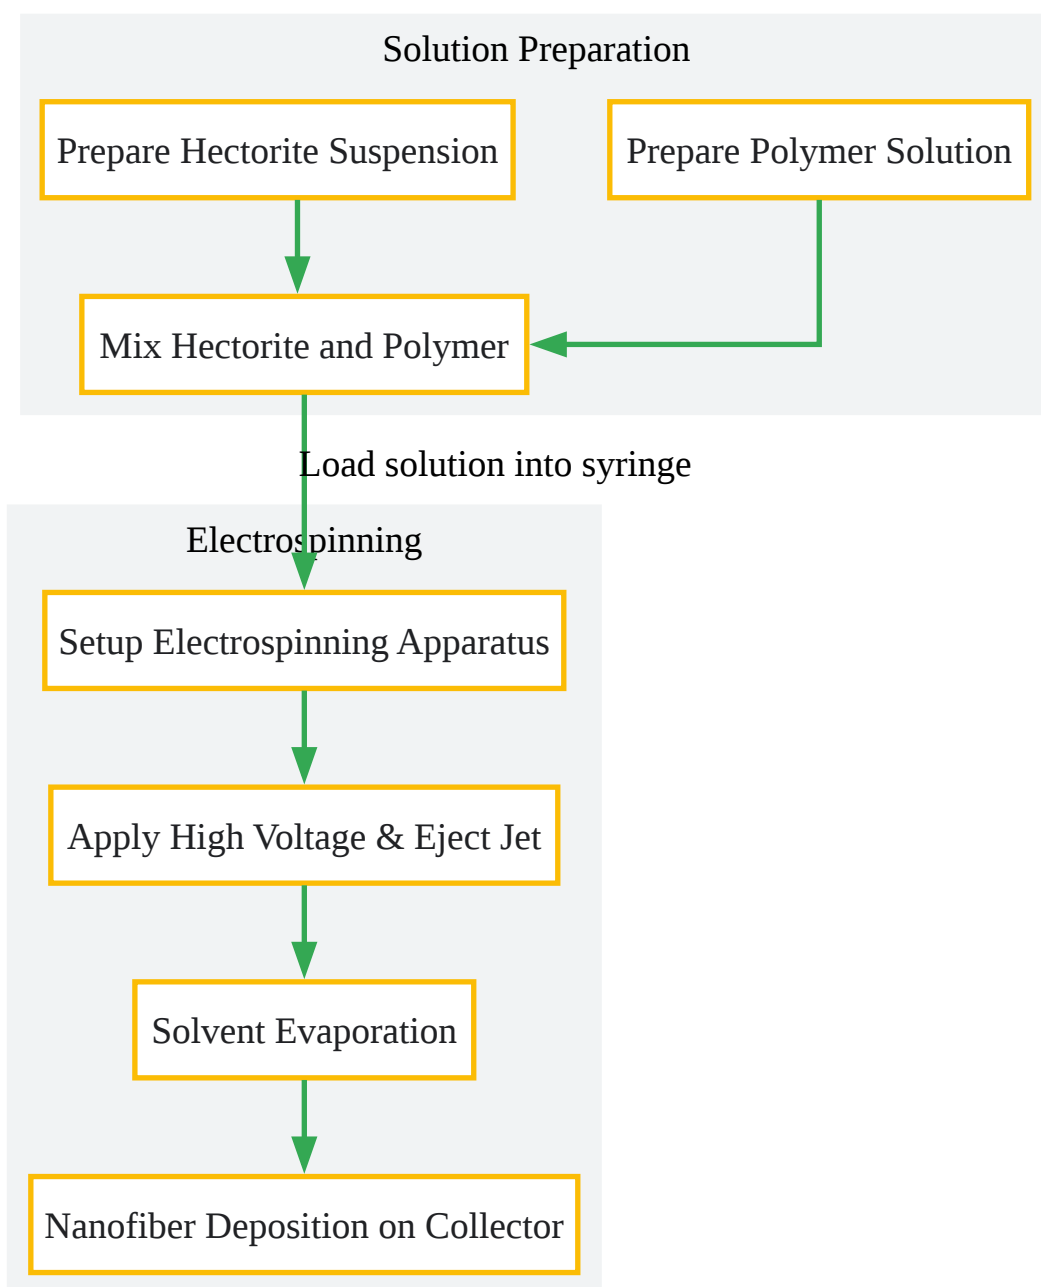 Solution Preparation
Prepare Hectorite Suspension
Prepare Polymer Solution
Mix Hectorite and Polymer
Load solution into syringe
Electrospinning
Setup Electrospinning Apparatus
Apply High Voltage & Eject Jet
Solvent Evaporation
Nanofiber Deposition on Collector